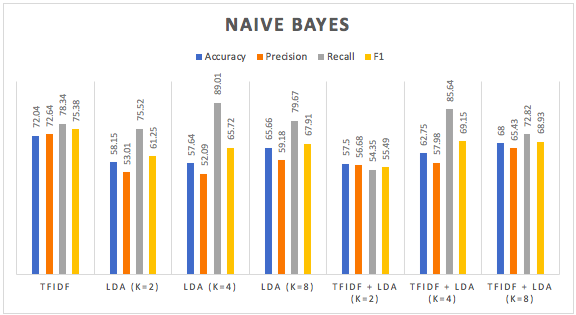 NAIVE BAYES
Accuracy Precision Recall F1
72.04 72.64 78.34 75.38
58.15 53.01 75.52 61.25
57.64 52.09 89.01 65.72
65.66 59.18 79.67 67.91
57.5 56.68 54.35 55.49
62.75 57.98 85.64 69.15
68 65.43 72.82 68.93
TFIDF
LDA (K=2)
LDA (K=4)
LDA (K=8)
TFIDF + LDA
(K=2)
TFIDF + LDA
(K=4)
TFIDF + LDA
(K=8)